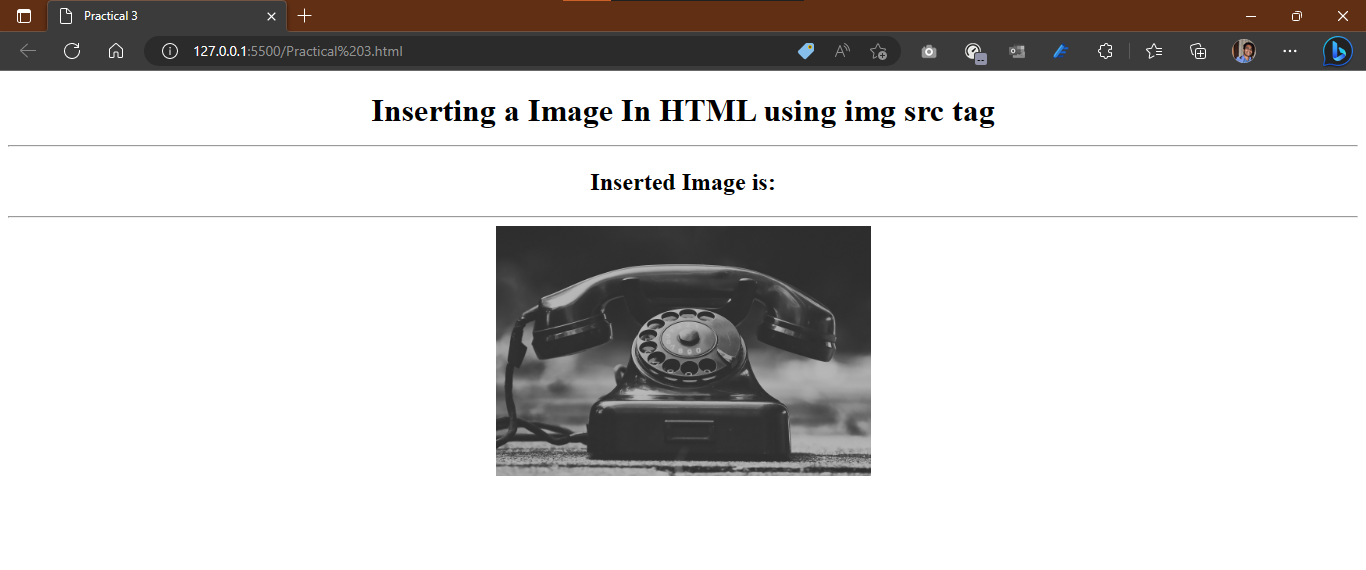 Practical 3
127.0.0.1:5500/Practical%203.html
Inserting a Image In HTML using img src tag
Inserted Image is: